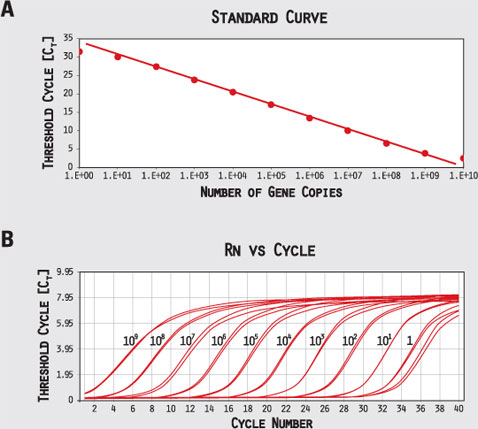 A
STANDARD CURVE
THRESHOLD CYCLE [CT]
35
30
25
20
15
10
5
0
1.E+00 1.E+01 1.E+02 1.E+03 1.E+04 1.E+05 1.E+06 1.E+07 1.E+08 1.E+09 1.E+10
NUMBER OF GENE COPIES
B
RN VS CYCLE
THRESHOLD CYCLE [CT]
9.95
7.95
5.95
3.95
1.95
0
10⁹ 10⁸ 10⁷ 10⁶ 10⁵ 10⁴ 10³ 10² 10¹ 1
2 4 6 8 10 12 14 16 18 20 22 24 26 28 30 32 34 36 38 40
CYCLE NUMBER